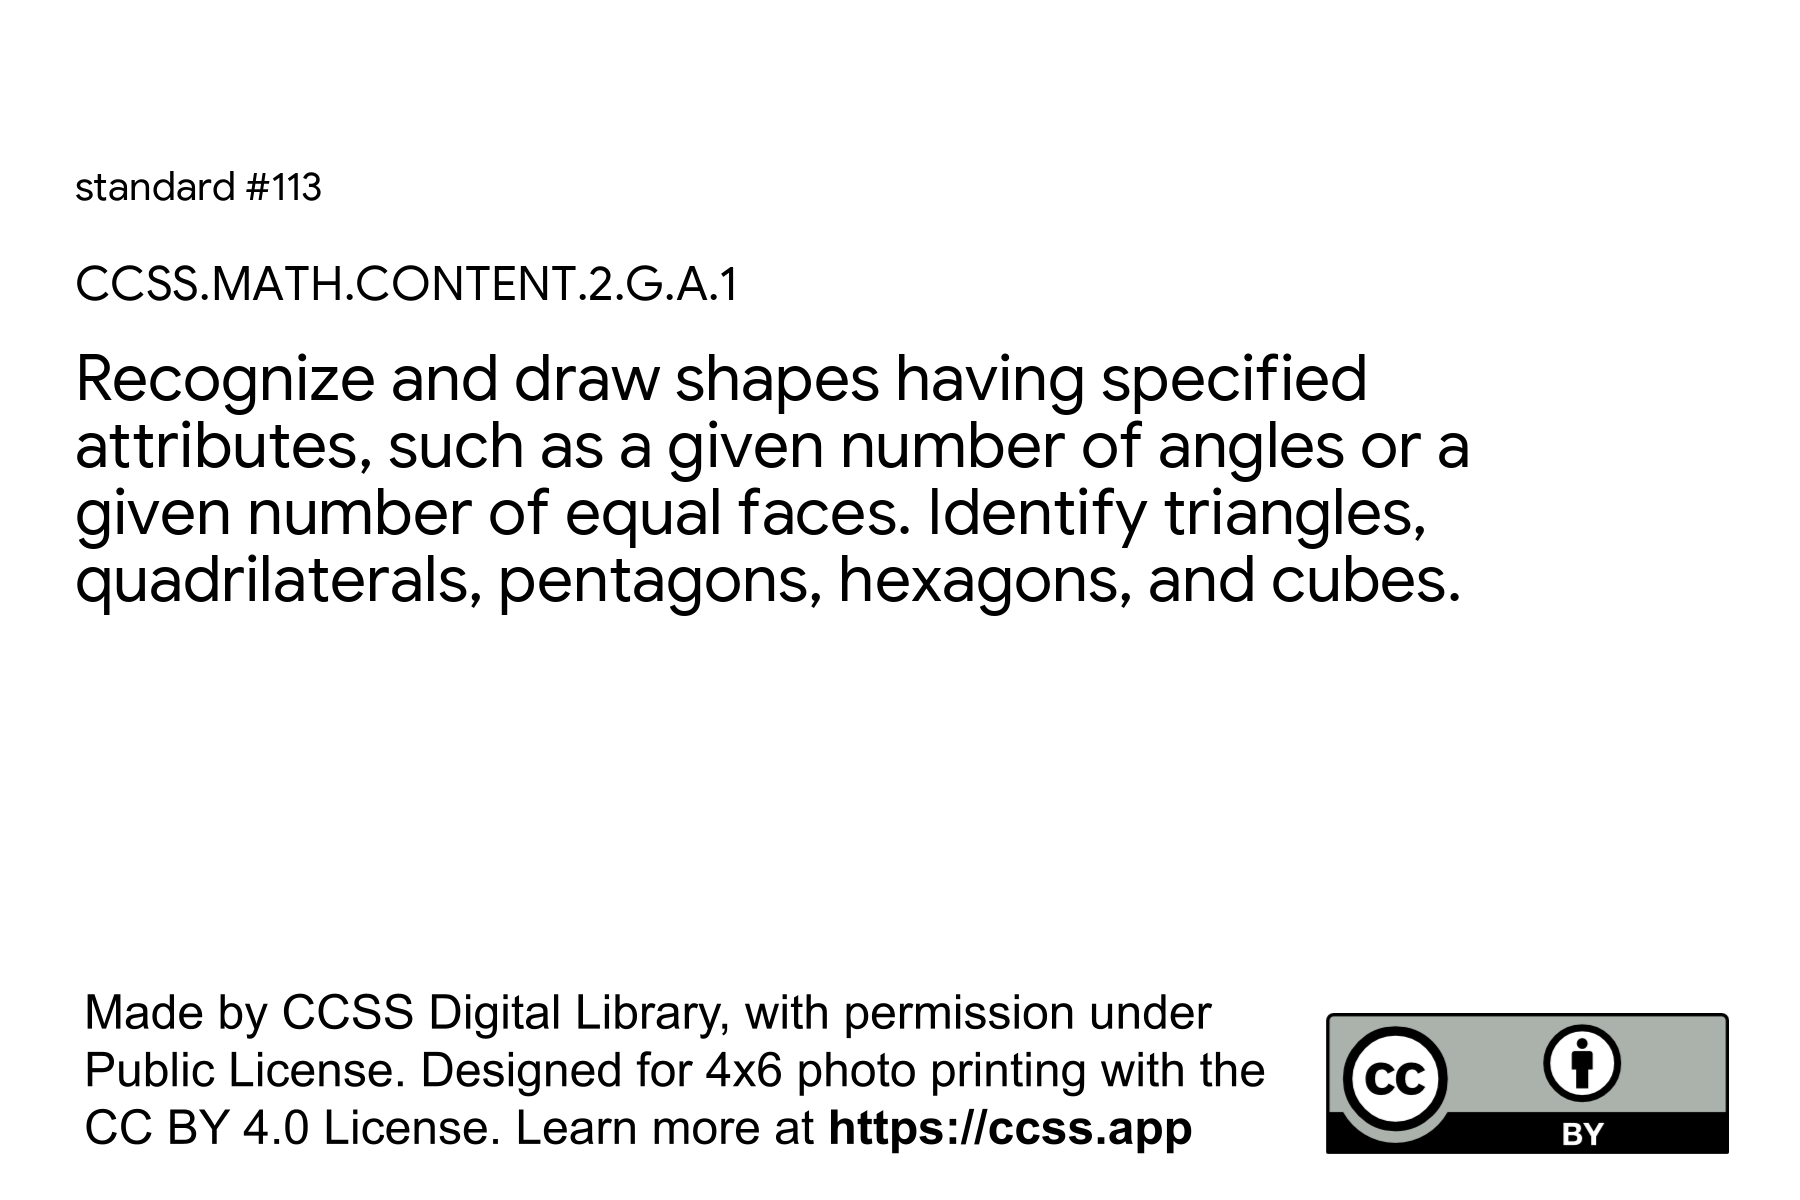 standard #113
CCSS.MATH.CONTENT.2.G.A.1
Recognize and draw shapes having specified
attributes, such as a given number of angles or a
given number of equal faces. Identify triangles,
quadrilaterals, pentagons, hexagons, and cubes.
Made by CCSS Digital Library, with permission under
Public License. Designed for 4x6 photo printing with the
CC BY 4.0 License. Learn more at https://ccss.app
cc
BY